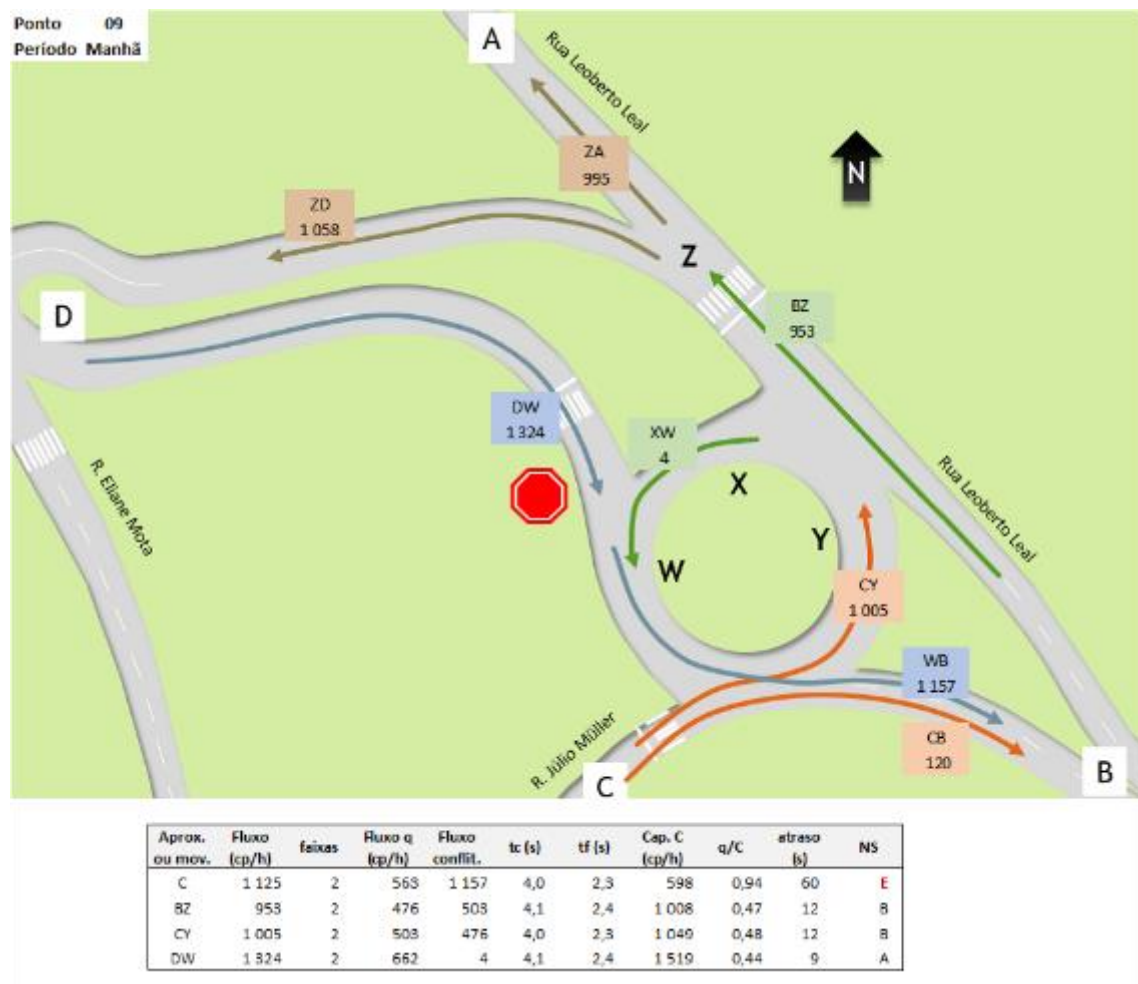 Ponto 09
Período Manhã
A
Rua Leoberto Leal
ZA
995
N
ZD
1 058
Z
BZ
953
D
DW
1 324
XW
4
X
Rua Leoberto Leal
R. Eliane Mota
Y
W
CY
1 005
WB
1 157
R. Júlio Müller
CB
120
C
B
Aprox. ou mov. Fluxo (cp/h) faixas Fluxo q (cp/h) Fluxo conflit. tc (s) tf (s) Cap. C (cp/h) q/C atraso (s) NS
C 1 125 2 563 1 157 4,0 2,3 598 0,94 60 E
BZ 953 2 476 503 4,1 2,4 1 008 0,47 12 B
CY 1 005 2 503 476 4,0 2,3 1 049 0,48 12 B
DW 1 324 2 662 4 4,1 2,4 1 519 0,44 9 A